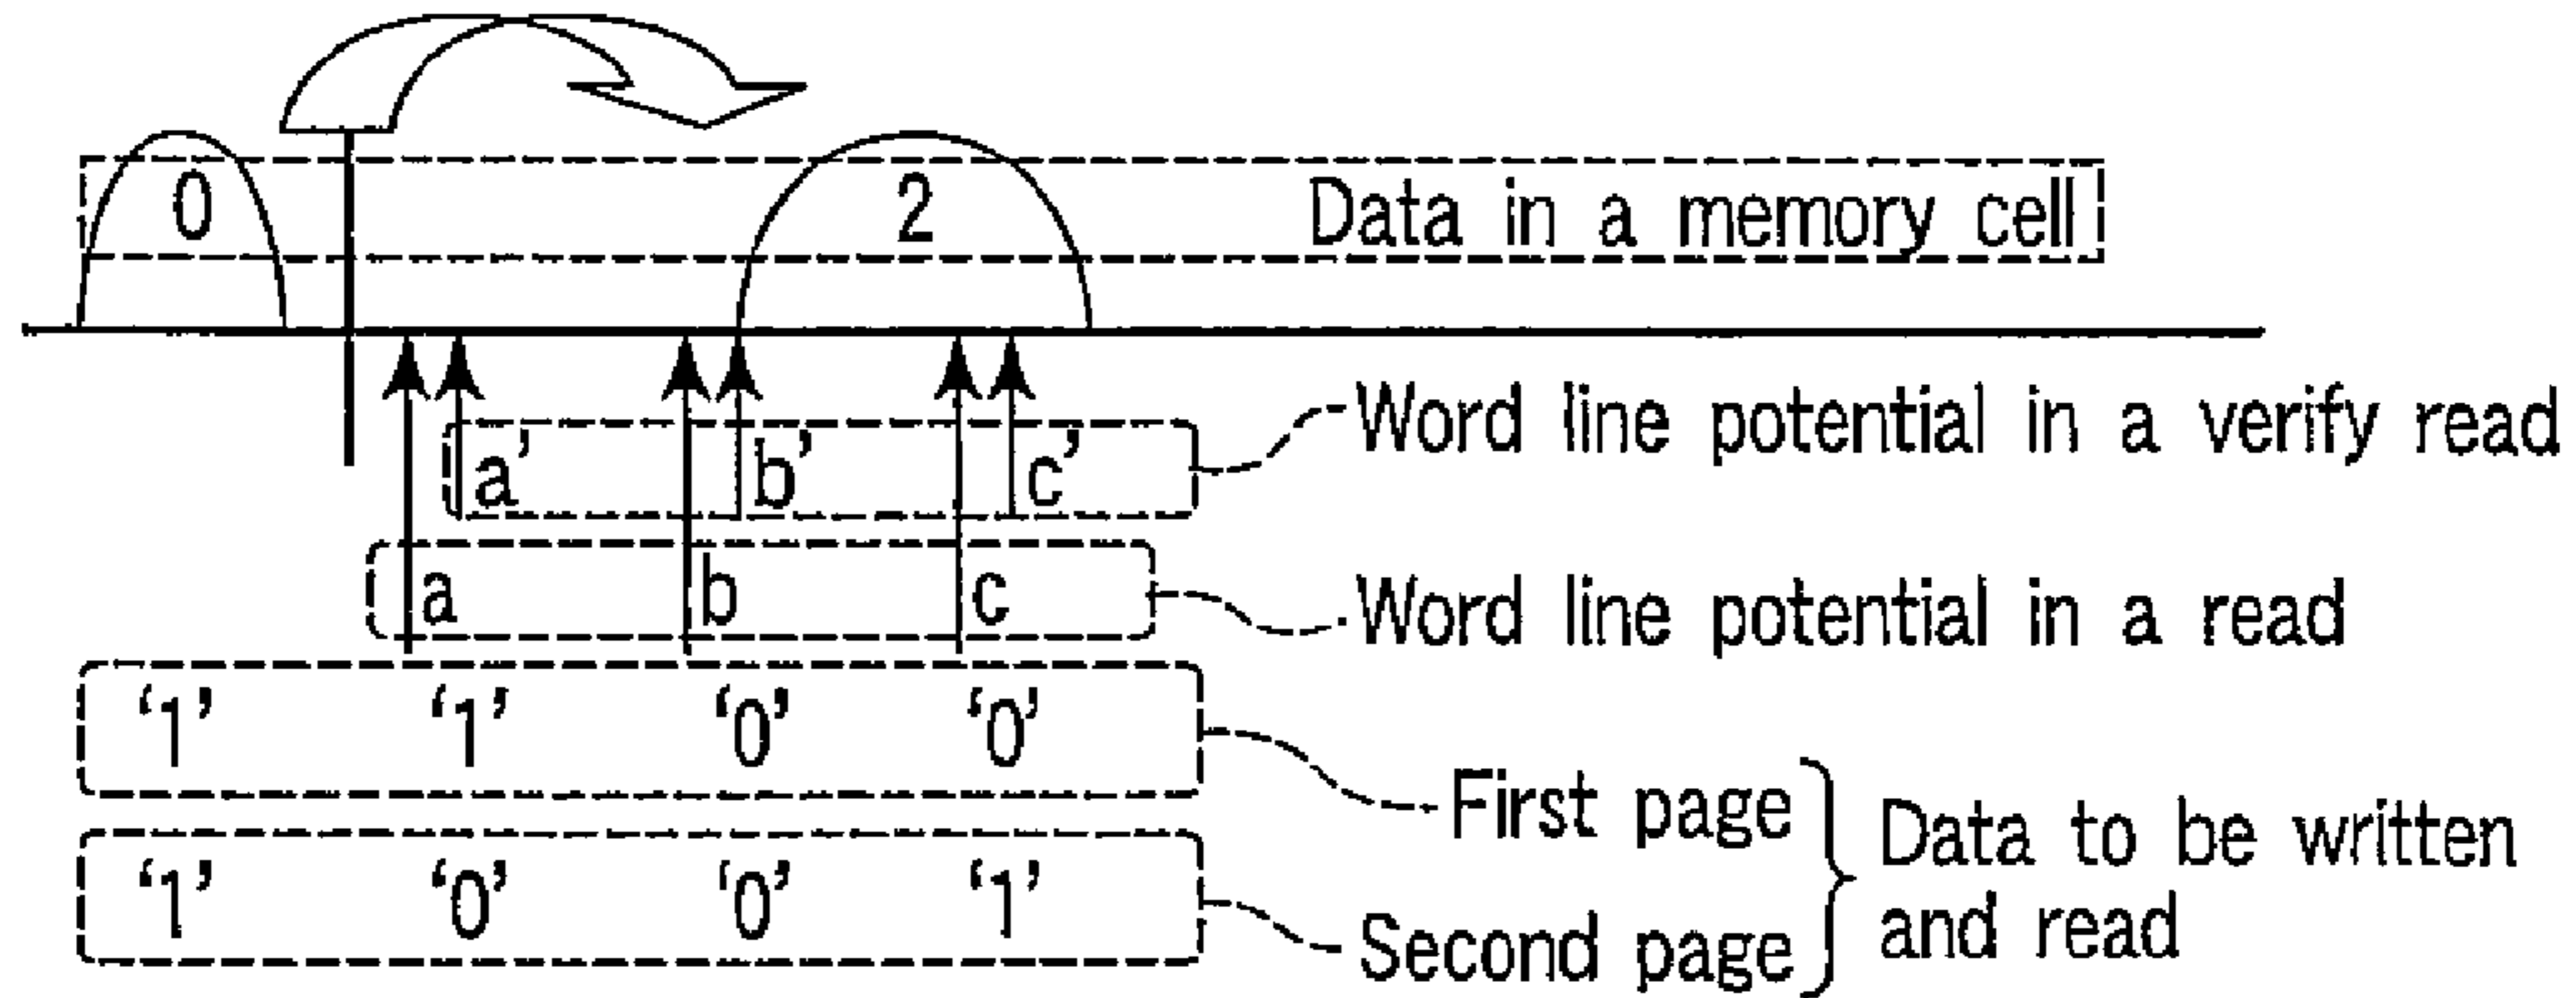 0
2
Data in a memory cell
a' b' c'
Word line potential in a verify read
a b c
Word line potential in a read
‘1’ ‘1’ ‘0’ ‘0’
First page
‘1’ ‘0’ ‘0’ ‘1’
Second page
Data to be written
and read